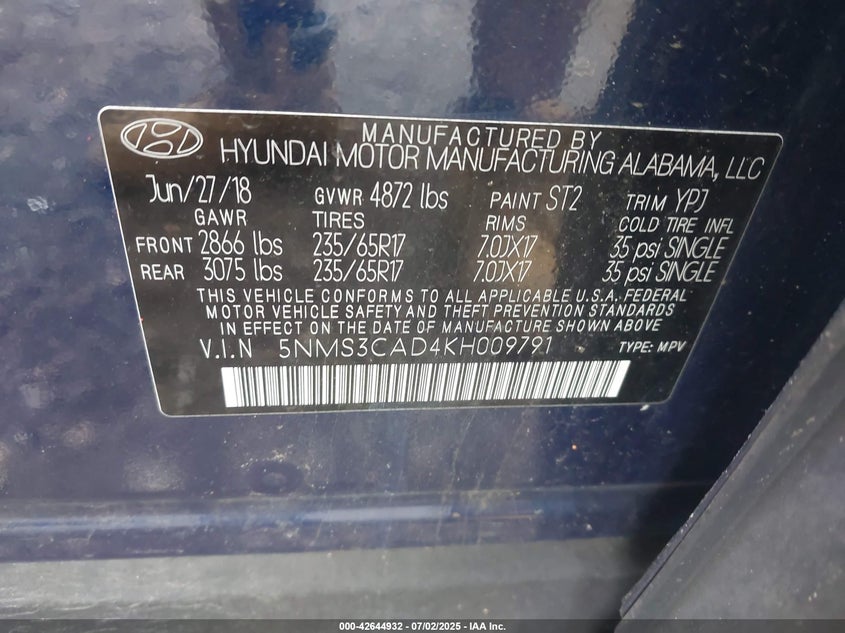 MANUFACTURED BY
HYUNDAI MOTOR MANUFACTURING ALABAMA, LLC
Jun/27/18 GVWR 4872 lbs PAINT ST2 TRIM YPJ
GAWR TIRES RIMS COLD TIRE INFL
FRONT 2866 lbs 235/65R17 7.0JX17 35 psi SINGLE
REAR 3075 lbs 235/65R17 7.0JX17 35 psi SINGLE
THIS VEHICLE CONFORMS TO ALL APPLICABLE U.S.A. FEDERAL
MOTOR VEHICLE SAFETY AND THEFT PREVENTION STANDARDS
IN EFFECT ON THE DATE OF MANUFACTURE SHOWN ABOVE
V.I.N 5NMS3CAD4KH009791 TYPE: MPV
000-42644932 - 07/02/2025 - IAA Inc.